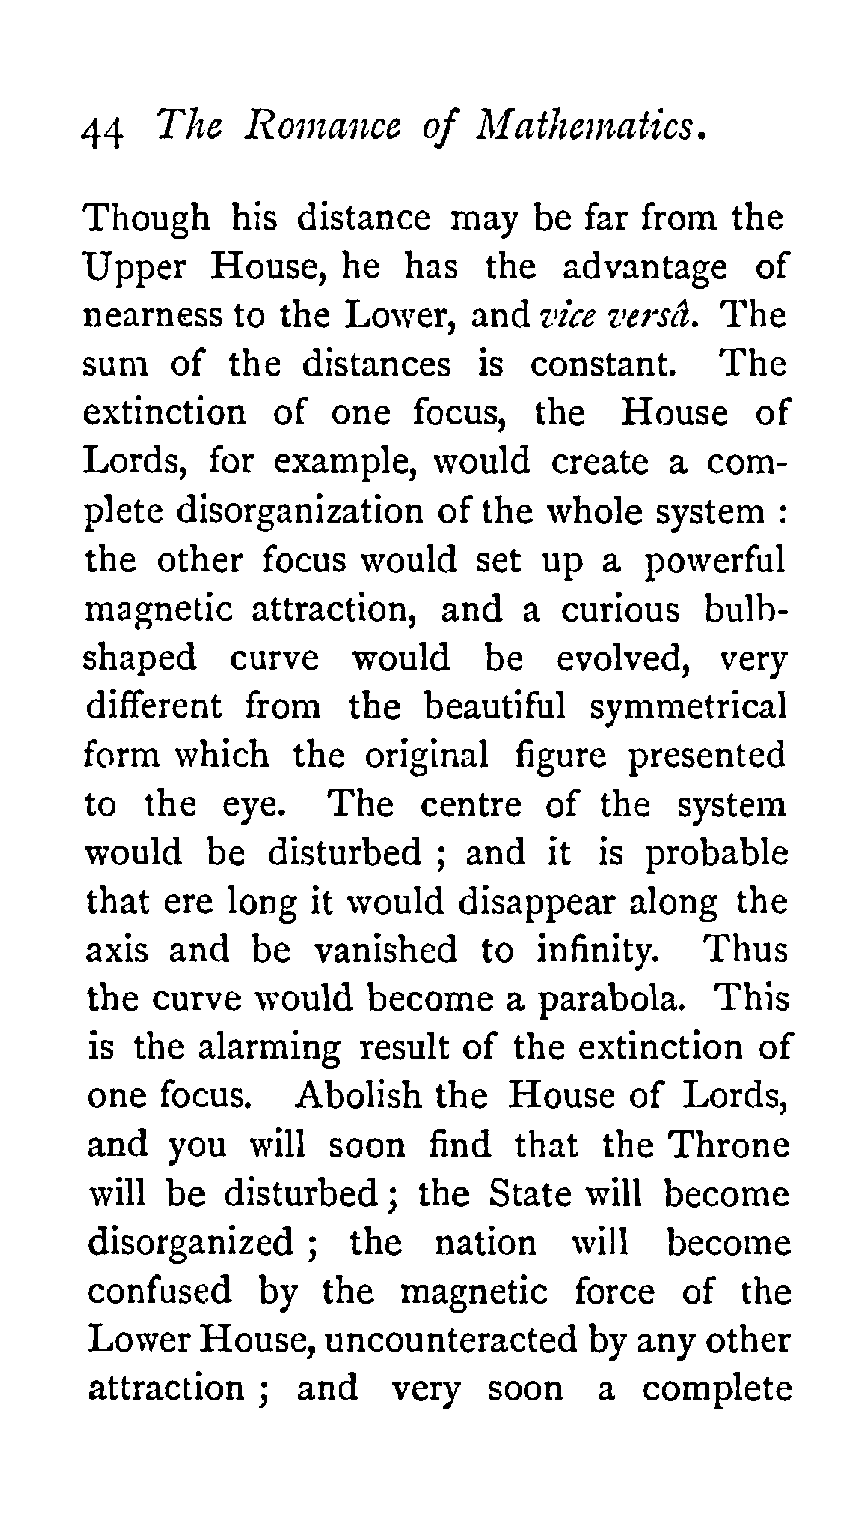 44 The Romance of Mathematics.
Though his distance may be far from the
Upper House, he has the advantage of
nearness to the Lower, and vice versâ. The
sum of the distances is constant. The
extinction of one focus, the House of
Lords, for example, would create a com-
plete disorganization of the whole system :
the other focus would set up a powerful
magnetic attraction, and a curious bulb-
shaped curve would be evolved, very
different from the beautiful symmetrical
form which the original figure presented
to the eye. The centre of the system
would be disturbed ; and it is probable
that ere long it would disappear along the
axis and be vanished to infinity. Thus
the curve would become a parabola. This
is the alarming result of the extinction of
one focus. Abolish the House of Lords,
and you will soon find that the Throne
will be disturbed ; the State will become
disorganized ; the nation will become
confused by the magnetic force of the
Lower House, uncounteracted by any other
attraction ; and very soon a complete